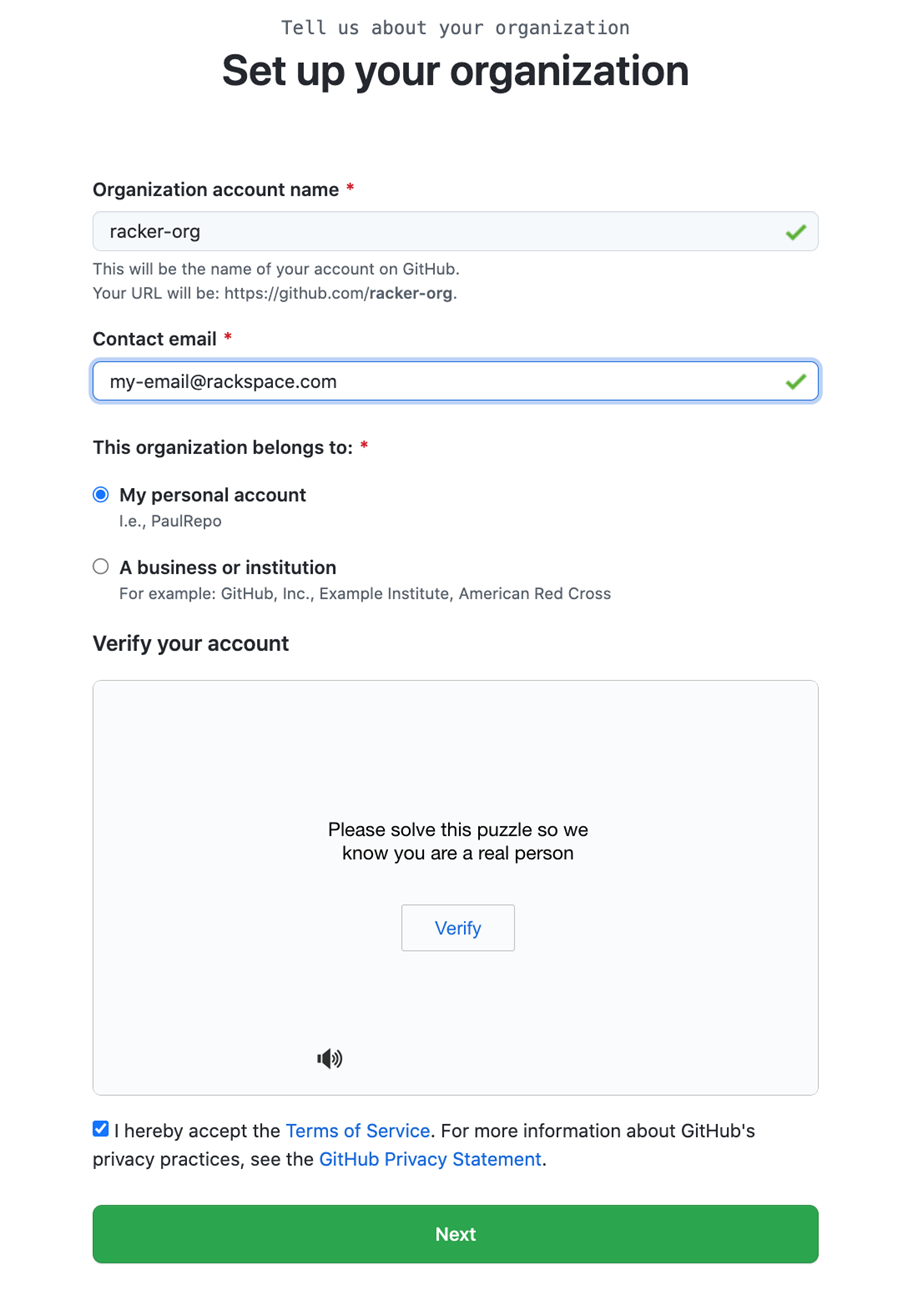 Tell us about your organization
Set up your organization
Organization account name *
racker-org
This will be the name of your account on GitHub.
Your URL will be: https://github.com/racker-org.
Contact email *
my-email@rackspace.com
This organization belongs to: *
My personal account
I.e., PaulRepo
A business or institution
For example: GitHub, Inc., Example Institute, American Red Cross
Verify your account
Please solve this puzzle so we
know you are a real person
Verify
I hereby accept the Terms of Service. For more information about GitHub's
privacy practices, see the GitHub Privacy Statement.
Next